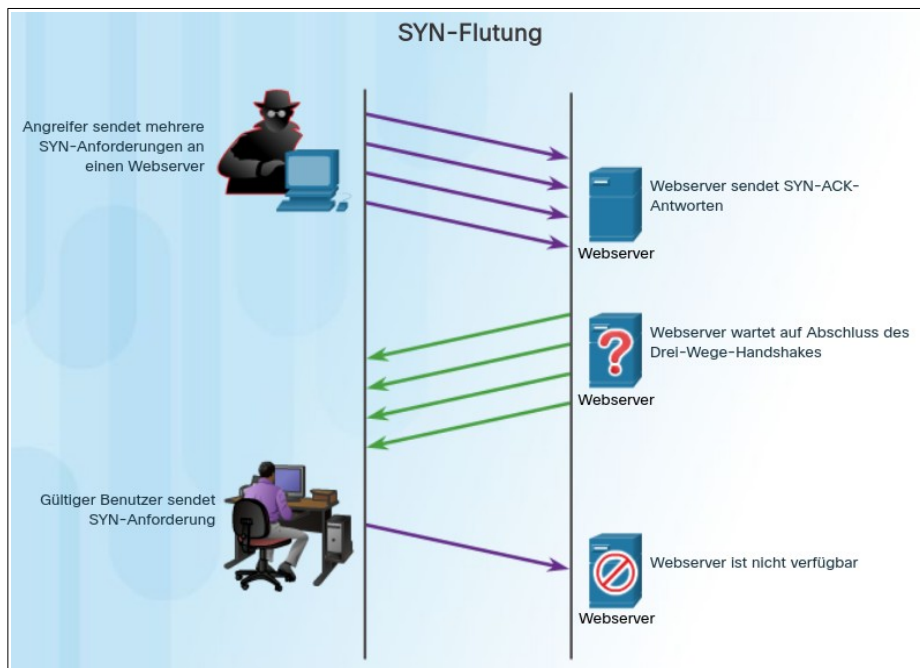 SYN-Flutung
Angreifer sendet mehrere
SYN-Anforderungen an
einen Webserver
Webserver sendet SYN-ACK-
Antworten
Webserver
Webserver wartet auf Abschluss des
Drei-Wege-Handshakes
Webserver
Gültiger Benutzer sendet
SYN-Anforderung
Webserver ist nicht verfügbar
Webserver